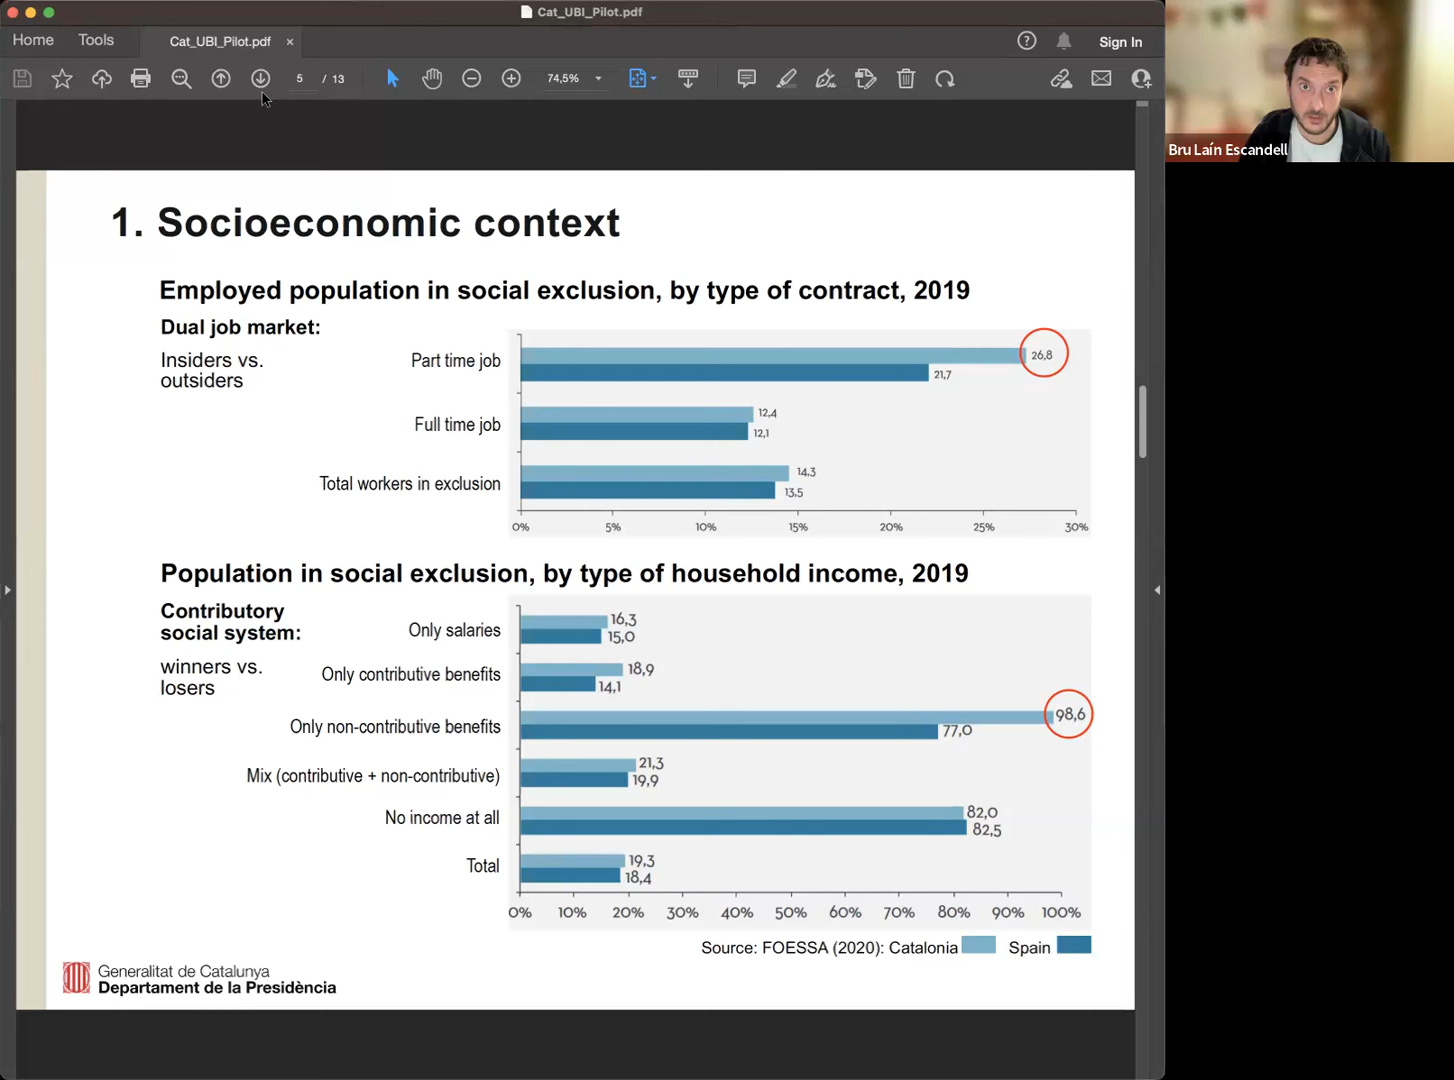 Cat_UBI_Pilot.pdf
Home
Tools
Cat_UBI_Pilot.pdf
×
Sign In
5 / 13
74,5%
Bru Laín Escandell
1. Socioeconomic context
Employed population in social exclusion, by type of contract, 2019
Dual job market:
Insiders vs.
outsiders
Part time job
26,8
21,7
Full time job
12,4
12,1
Total workers in exclusion
14,3
13,5
0% 5% 10% 15% 20% 25% 30%
Population in social exclusion, by type of household income, 2019
Contributory
social system:
winners vs.
losers
Only salaries
16,3
15,0
Only contributive benefits
18,9
14,1
Only non-contributive benefits
98,6
77,0
Mix (contributive + non-contributive)
21,3
19,9
No income at all
82,0
82,5
Total
19,3
18,4
0% 10% 20% 30% 40% 50% 60% 70% 80% 90% 100%
Source: FOESSA (2020): Catalonia Spain
Generalitat de Catalunya
Departament de la Presidència